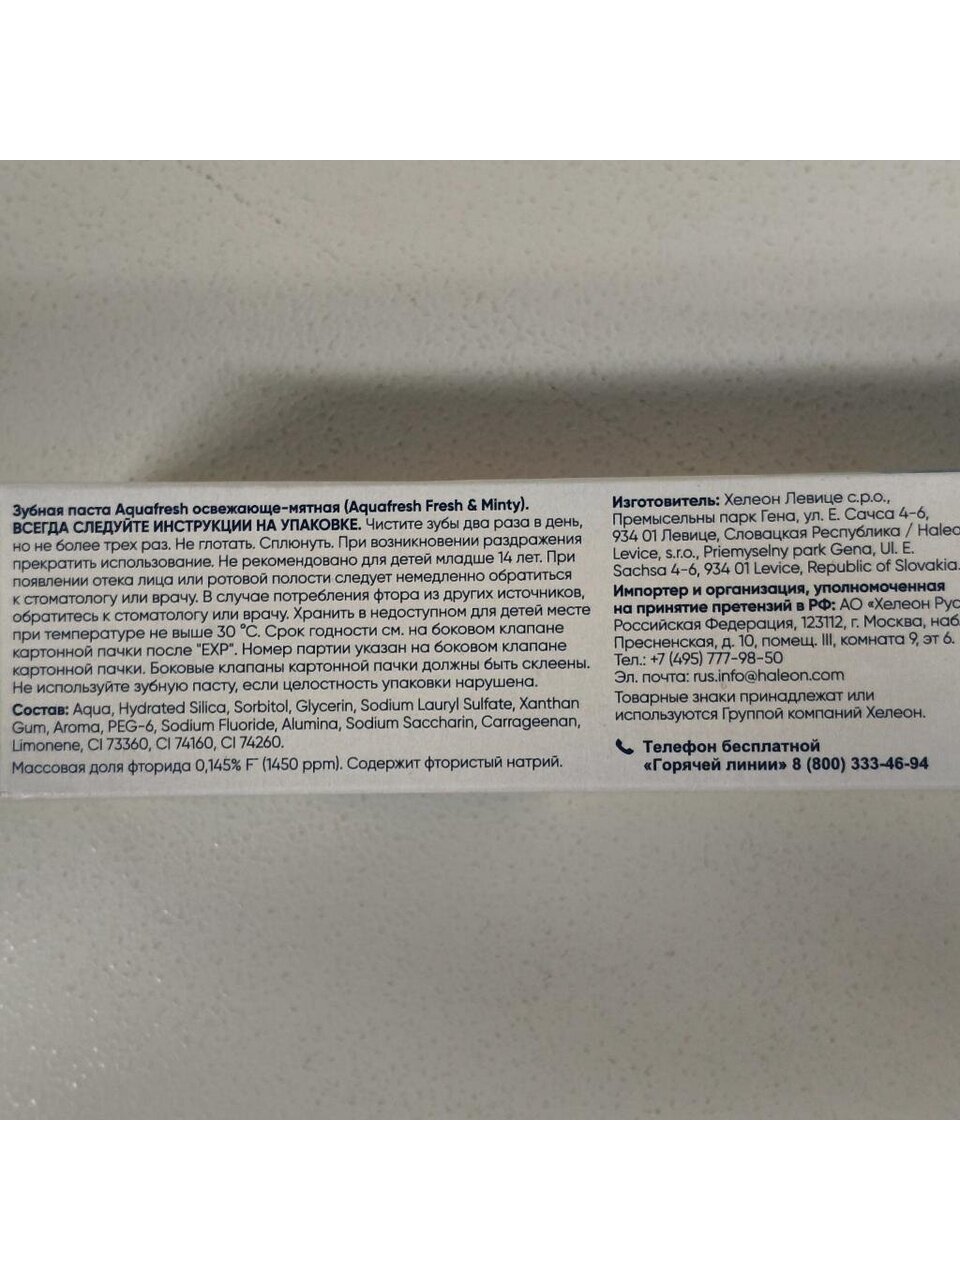 Зубная паста Aquafresh освежающе-мятная (Aquafresh Fresh & Minty).
ВСЕГДА СЛЕДУЙТЕ ИНСТРУКЦИИ НА УПАКОВКЕ. Чистите зубы два раза в день,
но не более трех раз. Не глотать. Сплюнуть. При возникновении раздражения
прекратить использование. Не рекомендовано для детей младше 14 лет. При
появлении отека лица или ротовой полости следует немедленно обратиться
к стоматологу или врачу. В случае потребления фтора из других источников,
обратитесь к стоматологу или врачу. Хранить в недоступном для детей месте
при температуре не выше 30 °C. Срок годности см. на боковом клапане
картонной пачки после "EXP". Номер партии указан на боковом клапане
картонной пачки. Боковые клапаны картонной пачки должны быть склеены.
Не используйте зубную пасту, если целостность упаковки нарушена.
Состав: Aqua, Hydrated Silica, Sorbitol, Glycerin, Sodium Lauryl Sulfate, Xanthan
Gum, Aroma, PEG-6, Sodium Fluoride, Alumina, Sodium Saccharin, Carrageenan,
Limonene, CI 73360, CI 74160, CI 74260.
Массовая доля фторида 0,145% F⁻ (1450 ppm). Содержит фтористый натрий.
Изготовитель: Хелеон Левице с.р.о.,
Премыселны парк Гена, ул. Е. Сачса 4-6,
934 01 Левице, Словацкая Республика / Haleo
Levice, s.r.o., Priemyselny park Gena, Ul. E.
Sachsa 4-6, 934 01 Levice, Republic of Slovakia.
Импортер и организация, уполномоченная
на принятие претензий в РФ: АО «Хелеон Рус
Российская Федерация, 123112, г. Москва, наб.
Пресненская, д. 10, помещ. III, комната 9, эт 6.
Тел.: +7 (495) 777-98-50
Эл. почта: rus.info@haleon.com
Товарные знаки принадлежат или
используются Группой компаний Хелеон.
Телефон бесплатной
«Горячей линии» 8 (800) 333-46-94